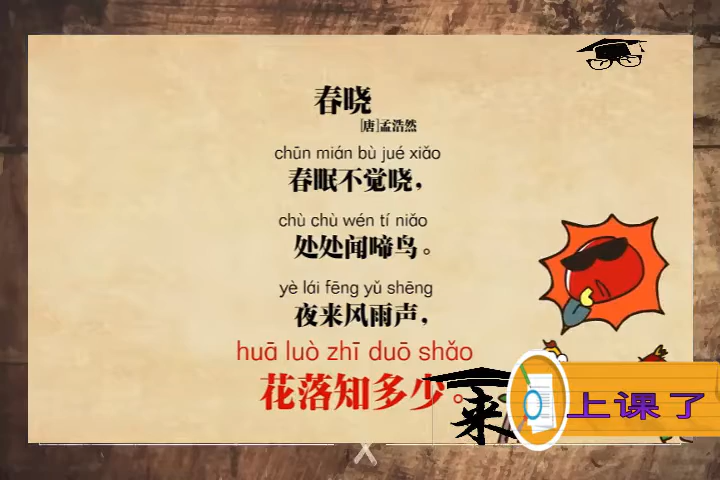 春晓
[唐]孟浩然
chūn mián bù jué xiǎo
春眠不觉晓，
chù chù wén tí niǎo
处处闻啼鸟。
yè lái fēng yǔ shēng
夜来风雨声，
huā luò zhī duō shǎo
花落知多少。
来上课了